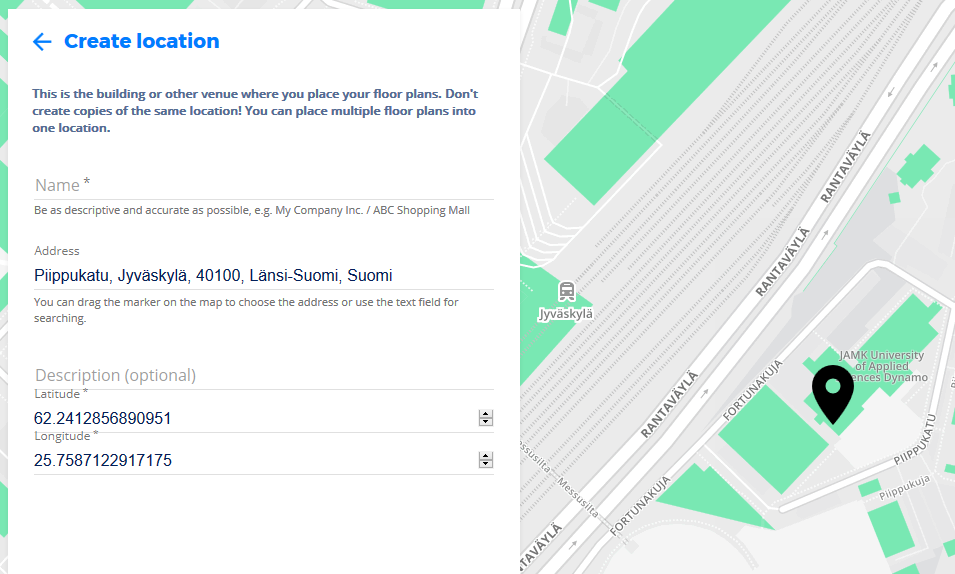 Create location
This is the building or other venue where you place your floor plans. Don't
create copies of the same location! You can place multiple floor plans into
one location.
Name *
Be as descriptive and accurate as possible, e.g. My Company Inc. / ABC Shopping Mall
Address
Piippukatu, Jyväskylä, 40100, Länsi-Suomi, Suomi
You can drag the marker on the map to choose the address or use the text field for
searching.
Description (optional)
Latitude *
62.2412856890951
Longitude *
25.7587122917175
RANTAVÄYLÄ
RANTAVÄYLÄ
Jyväskylä
JAMK University
of Applied
ences Dynamo
RANTAVÄYLÄ
FORTUNAKUJA
PIIPPUKATU
Messusilta
Messusilta
FORTUNAKUJA
Piippukuja
TAVÄYLÄ